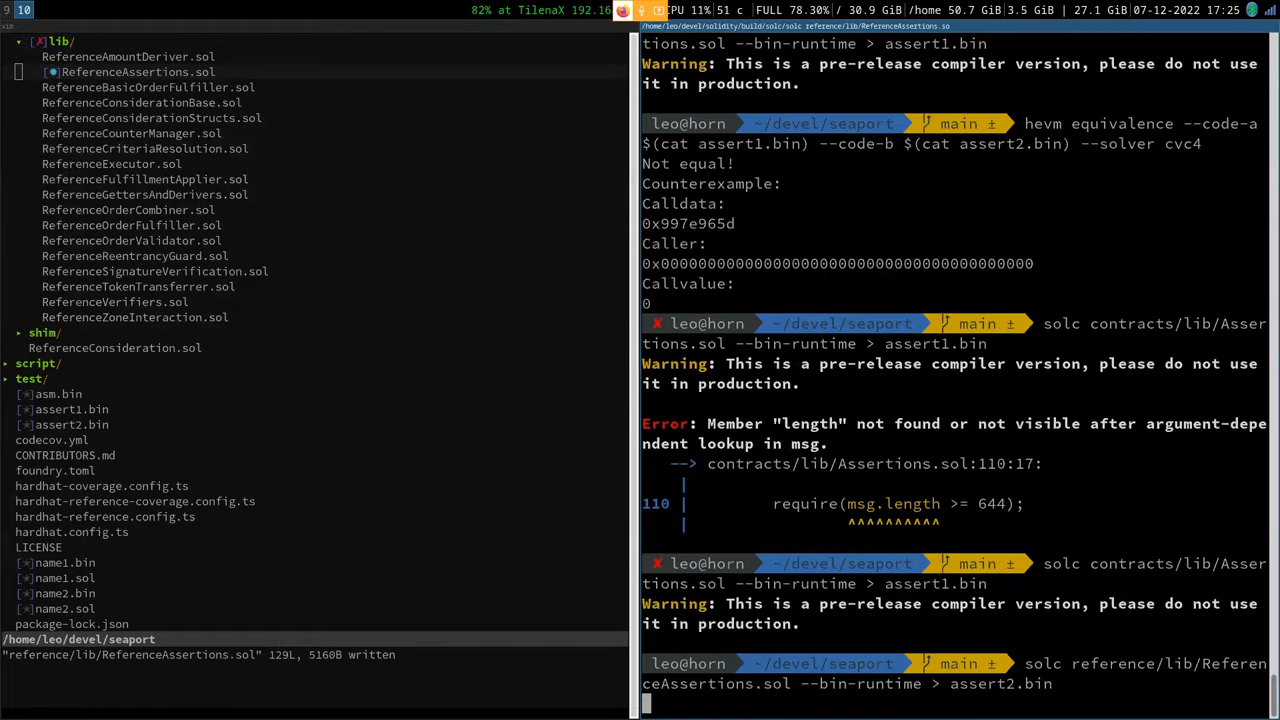 9 10 82% at TilenaX 192.16 CPU 11% 51 c FULL 78.30% / 30.9 GiB /home 50.7 GiB 3.5 GiB 27.1 GiB 07-12-2022 17:25
/home/leo/devel/solidity/build/solc/solc reference/lib/ReferenceAssertions.so
▾ [✗]lib/
ReferenceAmountDeriver.sol
[●]ReferenceAssertions.sol
ReferenceBasicOrderFulfiller.sol
ReferenceConsiderationBase.sol
ReferenceConsiderationStructs.sol
ReferenceCounterManager.sol
ReferenceCriteriaResolution.sol
ReferenceExecutor.sol
ReferenceFulfillmentApplier.sol
ReferenceGettersAndDerivers.sol
ReferenceOrderCombiner.sol
ReferenceOrderFulfiller.sol
ReferenceOrderValidator.sol
ReferenceReentrancyGuard.sol
ReferenceSignatureVerification.sol
ReferenceTokenTransferrer.sol
ReferenceVerifiers.sol
ReferenceZoneInteraction.sol
▸ shim/
ReferenceConsideration.sol
▸ script/
▸ test/
[★]asm.bin
[★]assert1.bin
[★]assert2.bin
codecov.yml
CONTRIBUTORS.md
foundry.toml
hardhat-coverage.config.ts
hardhat-reference-coverage.config.ts
hardhat-reference.config.ts
hardhat.config.ts
LICENSE
[★]name1.bin
[★]name1.sol
[★]name2.bin
[★]name2.sol
package-lock.json
/home/leo/devel/seaport
"reference/lib/ReferenceAssertions.sol" 129L, 5160B written
tions.sol --bin-runtime > assert1.bin
Warning: This is a pre-release compiler version, please do not use
it in production.
leo@horn ~/devel/seaport main ± hevm equivalence --code-a
$(cat assert1.bin) --code-b $(cat assert2.bin) --solver cvc4
Not equal!
Counterexample:
Calldata:
0x997e965d
Caller:
0x0000000000000000000000000000000000000000
Callvalue:
0
✘ leo@horn ~/devel/seaport main ± solc contracts/lib/Asser
tions.sol --bin-runtime > assert1.bin
Warning: This is a pre-release compiler version, please do not use
it in production.
Error: Member "length" not found or not visible after argument-depe
ndent lookup in msg.
--> contracts/lib/Assertions.sol:110:17:
|
110 | require(msg.length >= 644);
| ^^^^^^^^^^
✘ leo@horn ~/devel/seaport main ± solc contracts/lib/Asser
tions.sol --bin-runtime > assert1.bin
Warning: This is a pre-release compiler version, please do not use
it in production.
leo@horn ~/devel/seaport main ± solc reference/lib/Referen
ceAssertions.sol --bin-runtime > assert2.bin